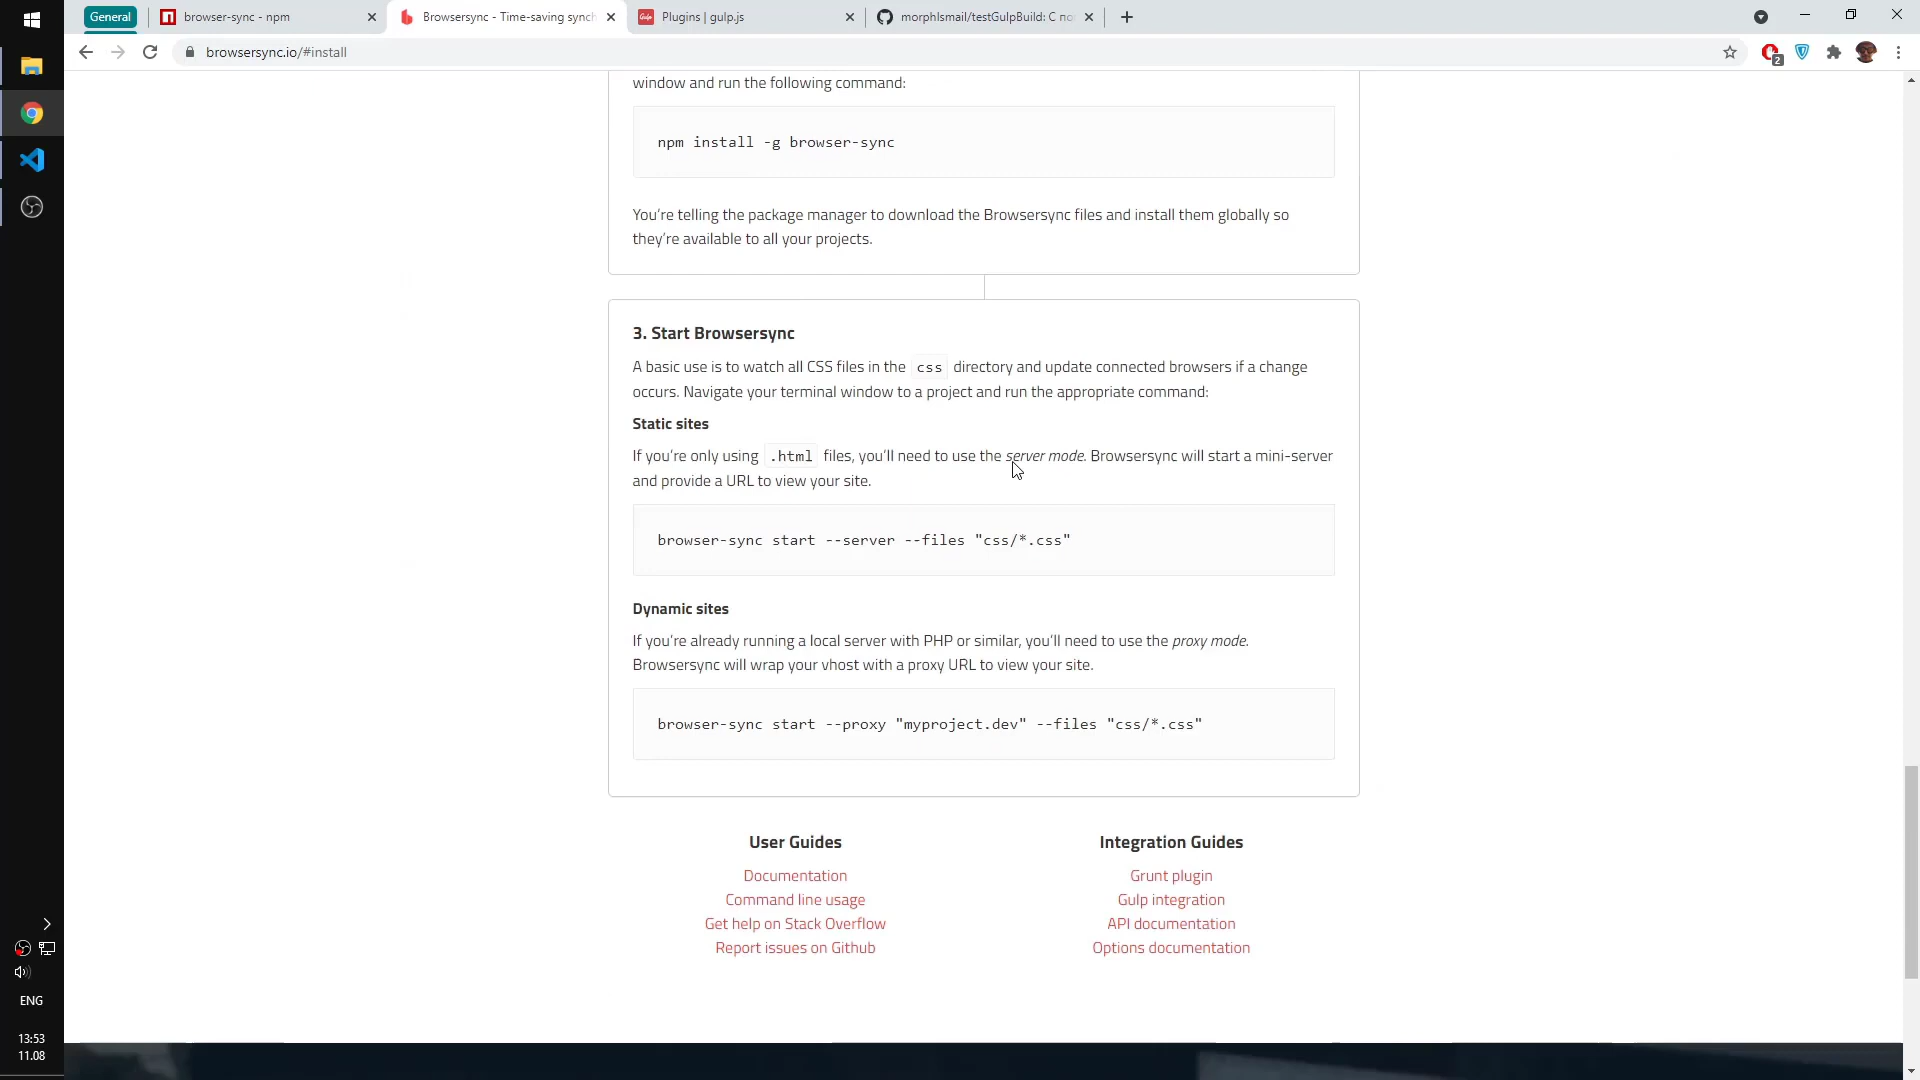 General
browser-sync - npm
Browsersync - Time-saving synch
Plugins | gulp.js
morphIsmail/testGulpBuild: С по
browsersync.io/#install
2
window and run the following command:
npm install -g browser-sync
You're telling the package manager to download the Browsersync files and install them globally so
they're available to all your projects.
3. Start Browsersync
A basic use is to watch all CSS files in the css directory and update connected browsers if a change
occurs. Navigate your terminal window to a project and run the appropriate command:
Static sites
If you're only using .html files, you'll need to use the server mode. Browsersync will start a mini-server
and provide a URL to view your site.
browser-sync start --server --files "css/*.css"
Dynamic sites
If you're already running a local server with PHP or similar, you'll need to use the proxy mode.
Browsersync will wrap your vhost with a proxy URL to view your site.
browser-sync start --proxy "myproject.dev" --files "css/*.css"
User Guides
Documentation
Command line usage
Get help on Stack Overflow
Report issues on Github
Integration Guides
Grunt plugin
Gulp integration
API documentation
Options documentation
ENG
13:53
11.08